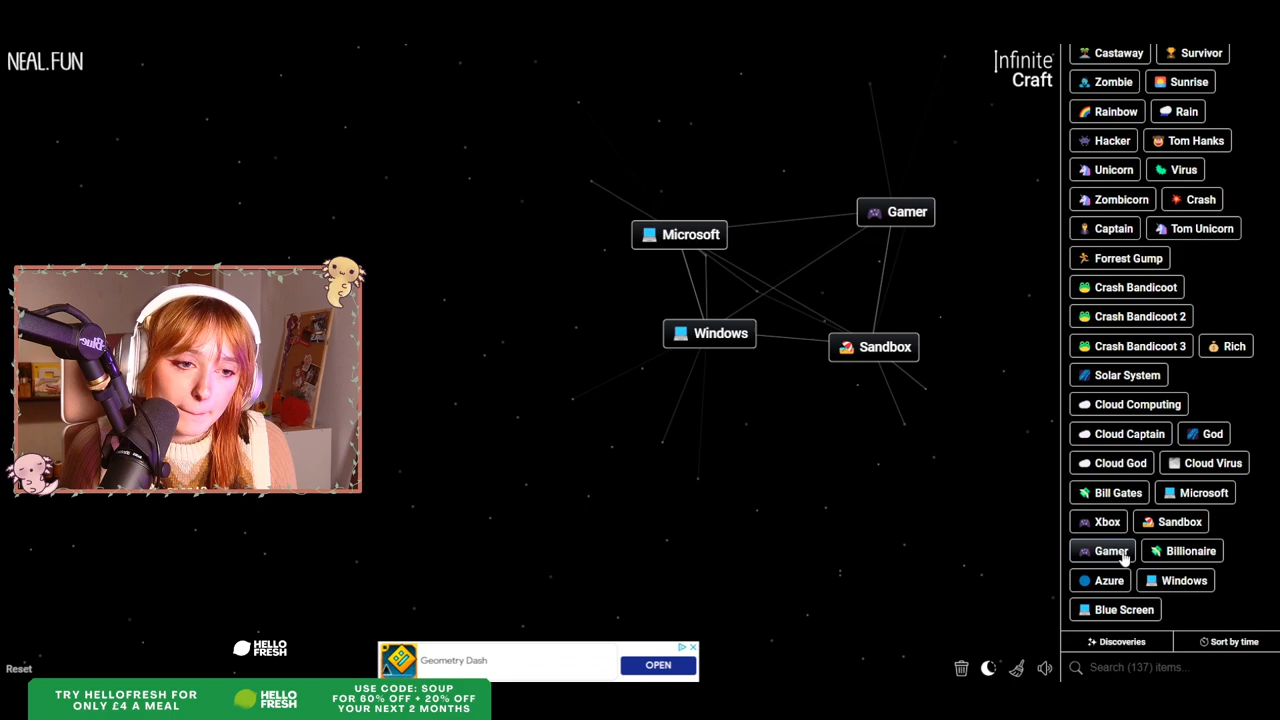 NEAL.FUN
Infinite
Craft
Microsoft
Gamer
Windows
Sandbox
Castaway Survivor
Zombie Sunrise
Rainbow Rain
Hacker Tom Hanks
Unicorn Virus
Zombicorn Crash
Captain Tom Unicorn
Forrest Gump
Crash Bandicoot
Crash Bandicoot 2
Crash Bandicoot 3 Rich
Solar System
Cloud Computing
Cloud Captain God
Cloud God Cloud Virus
Bill Gates Microsoft
Xbox Sandbox
Gamer Billionaire
Azure Windows
Blue Screen
Discoveries Sort by time
Search (137) items...
Reset
HELLO
FRESH
Geometry Dash
OPEN
TRY HELLOFRESH FOR
ONLY £4 A MEAL
HELLO
FRESH
USE CODE: SOUP
FOR 60% OFF + 20% OFF
YOUR NEXT 2 MONTHS